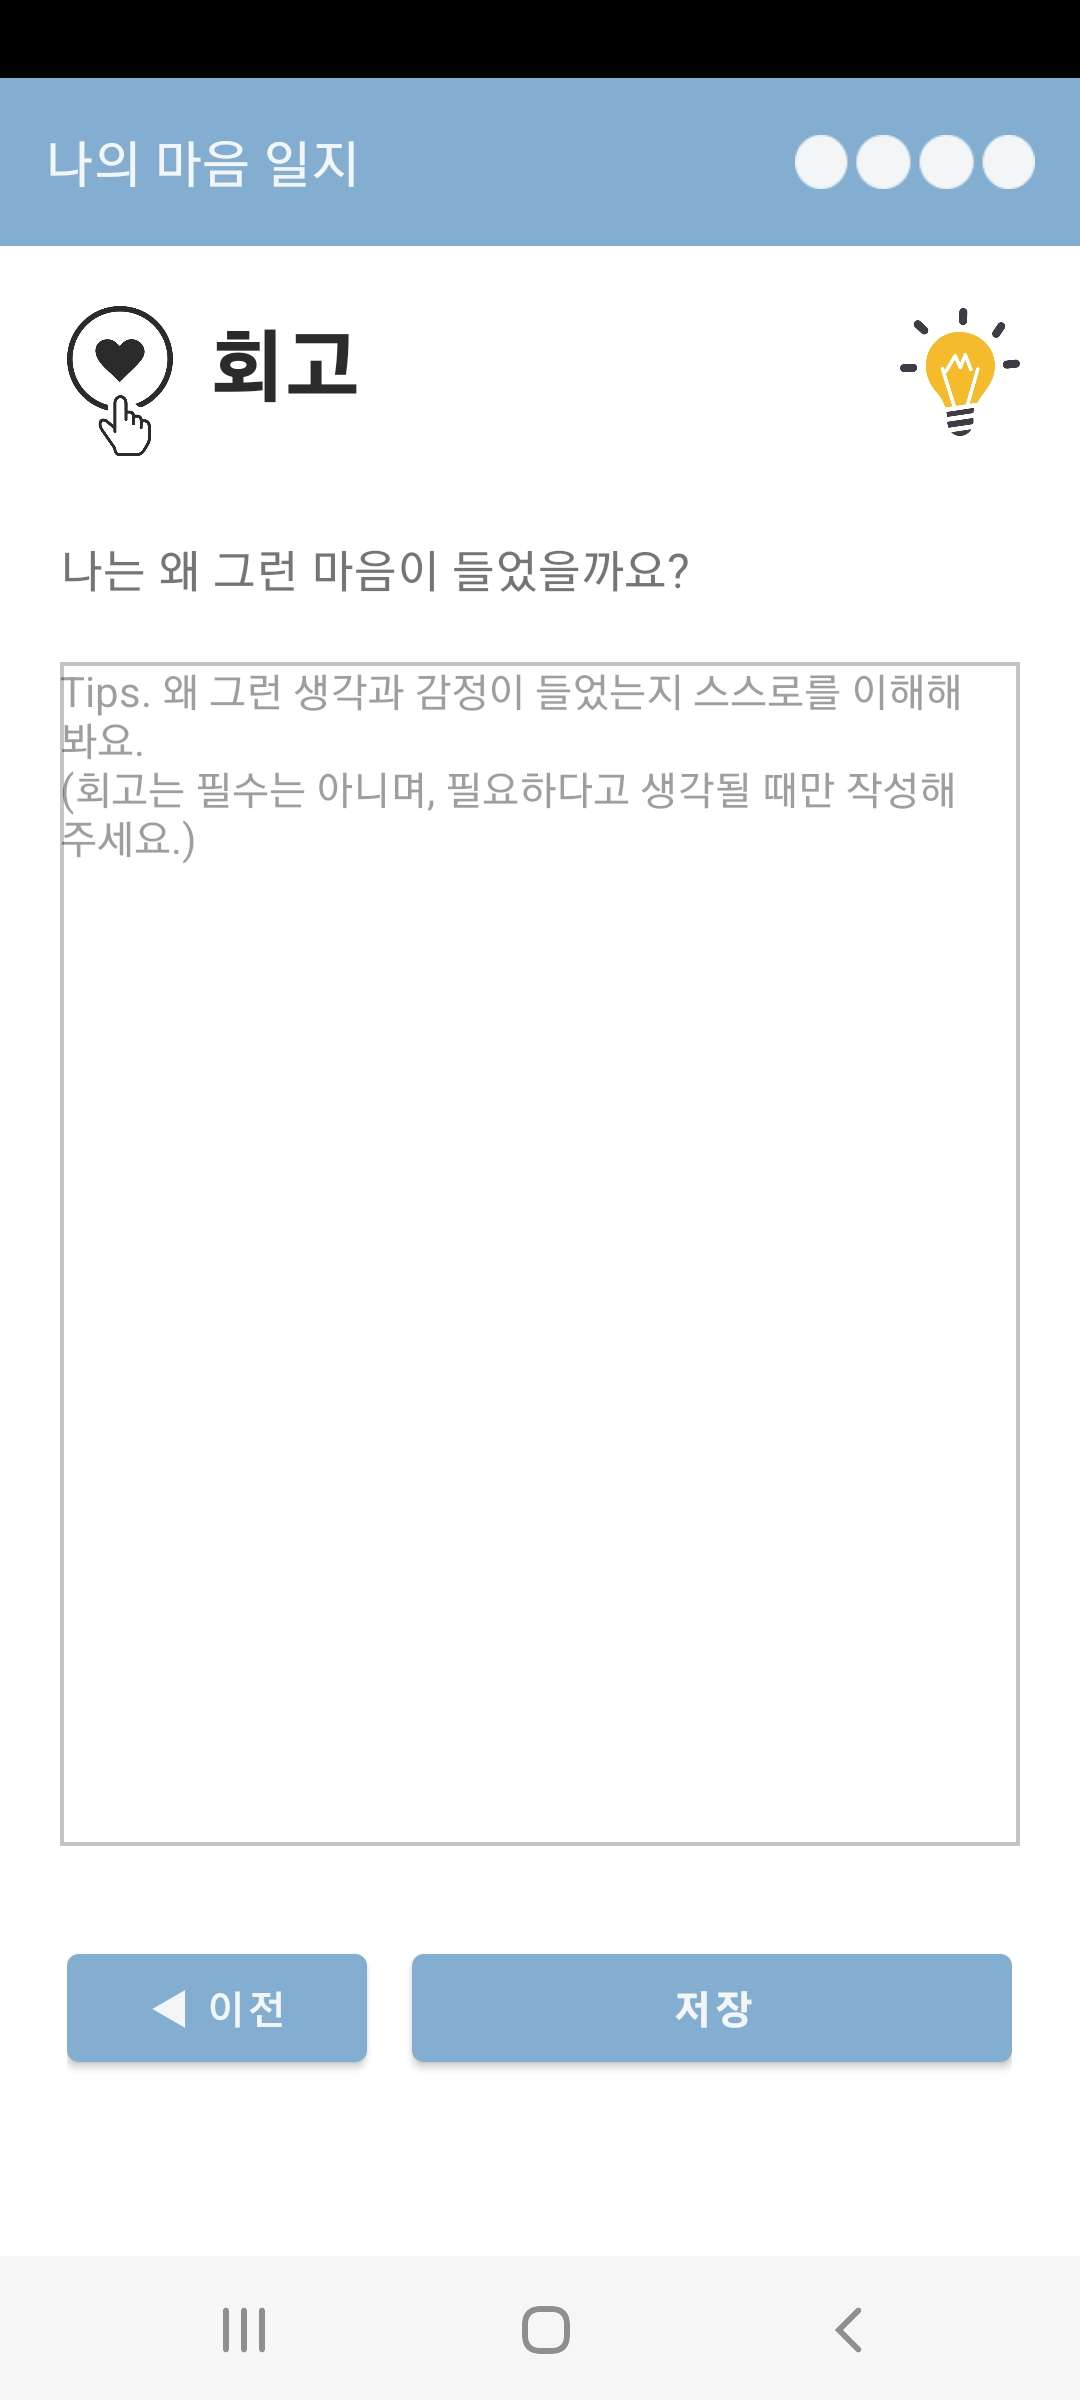 나의 마음 일지
회고
나는 왜 그런 마음이 들었을까요?
Tips. 왜 그런 생각과 감정이 들었는지 스스로를 이해해
봐요.
(회고는 필수는 아니며, 필요하다고 생각될 때만 작성해
주세요.)
◀ 이전
저장